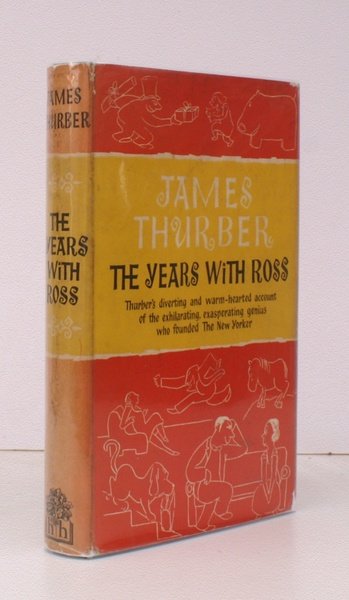 JAMES
THURBER
THE
YEARS
WiTH
ROSS
hbj
JAMES
THURBER
THE YEARS WiTH ROSS
Thurber's diverting and warm-hearted account
of the exhilarating, exasperating genius
who founded The New Yorker